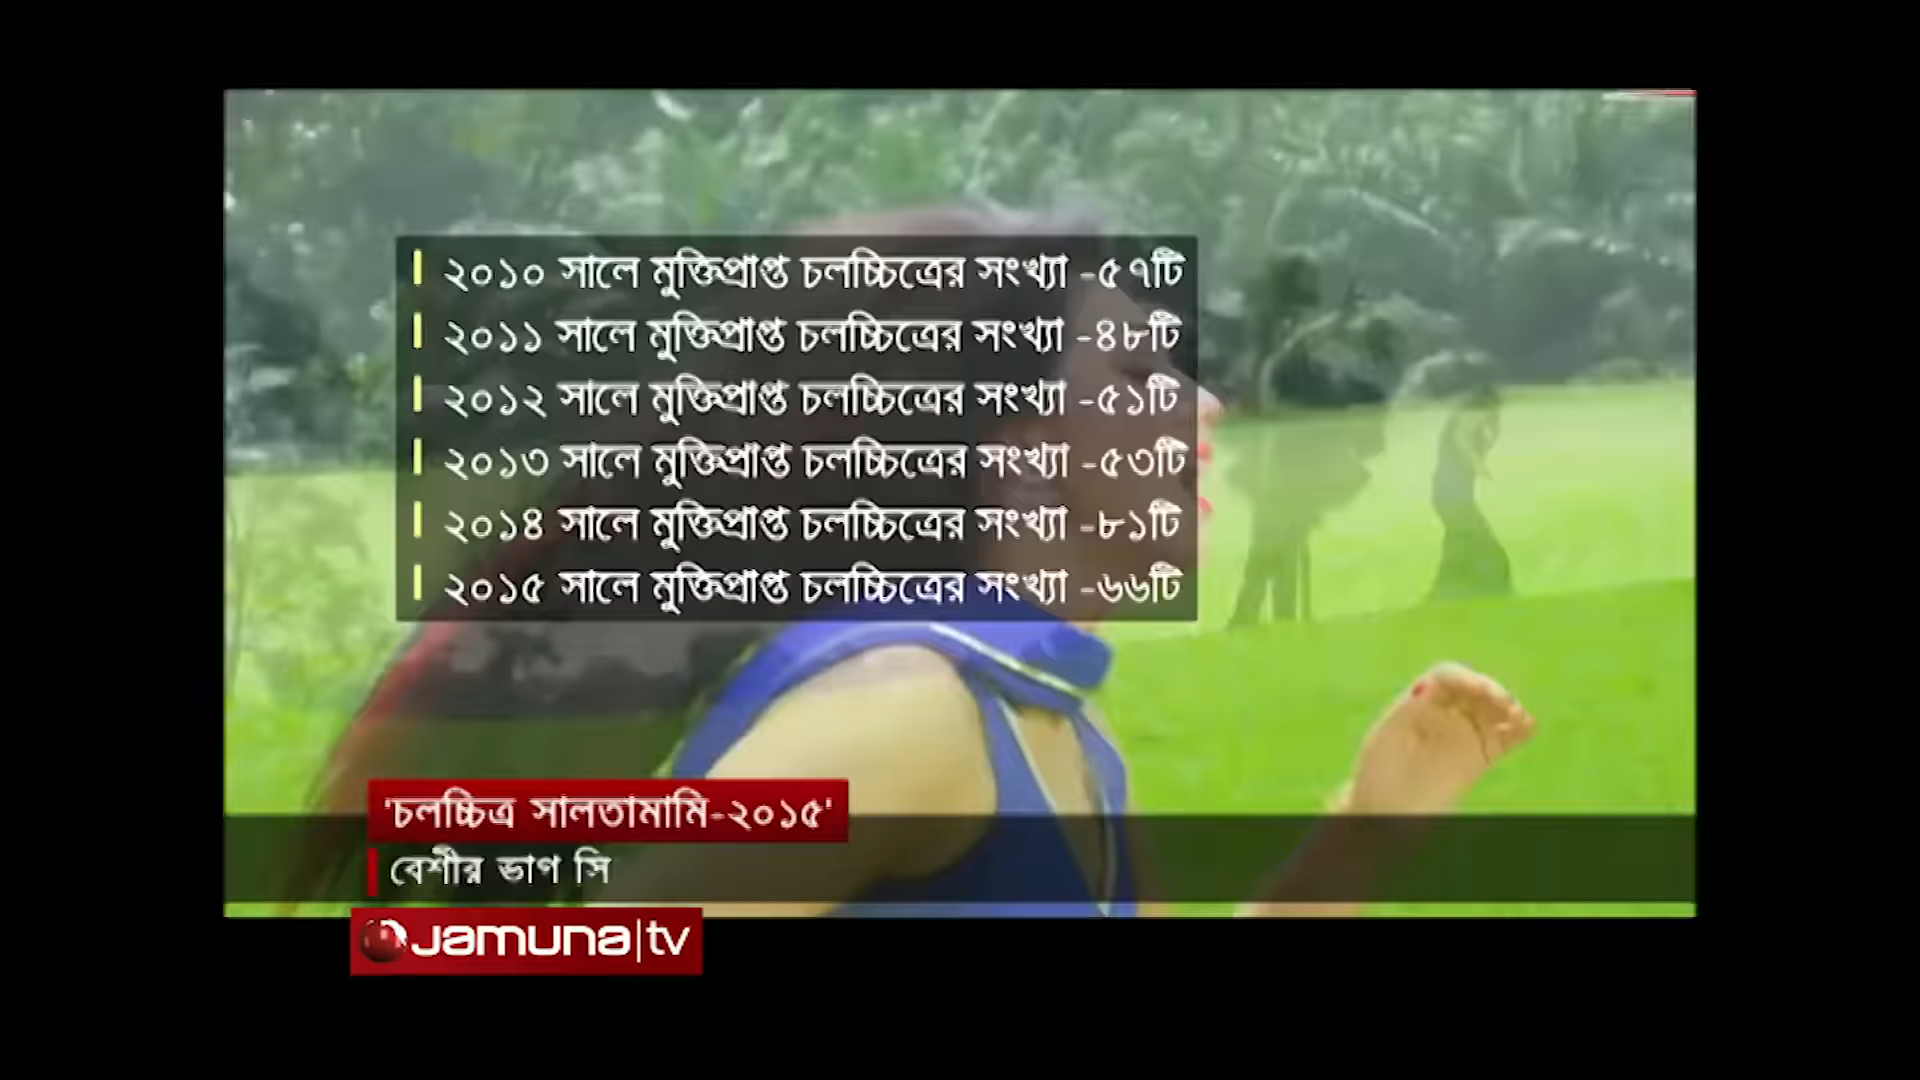 ২০১০ সালে মুক্তিপ্রাপ্ত চলচ্চিত্রের সংখ্যা -৫৭টি
২০১১ সালে মুক্তিপ্রাপ্ত চলচ্চিত্রের সংখ্যা -৪৮টি
২০১২ সালে মুক্তিপ্রাপ্ত চলচ্চিত্রের সংখ্যা -৫১টি
২০১৩ সালে মুক্তিপ্রাপ্ত চলচ্চিত্রের সংখ্যা -৫৩টি
২০১৪ সালে মুক্তিপ্রাপ্ত চলচ্চিত্রের সংখ্যা -৮১টি
২০১৫ সালে মুক্তিপ্রাপ্ত চলচ্চিত্রের সংখ্যা -৬৬টি
'চলচ্চিত্র সালতামামি-২০১৫'
বেশীর ভাগ সি
Jamuna|tv